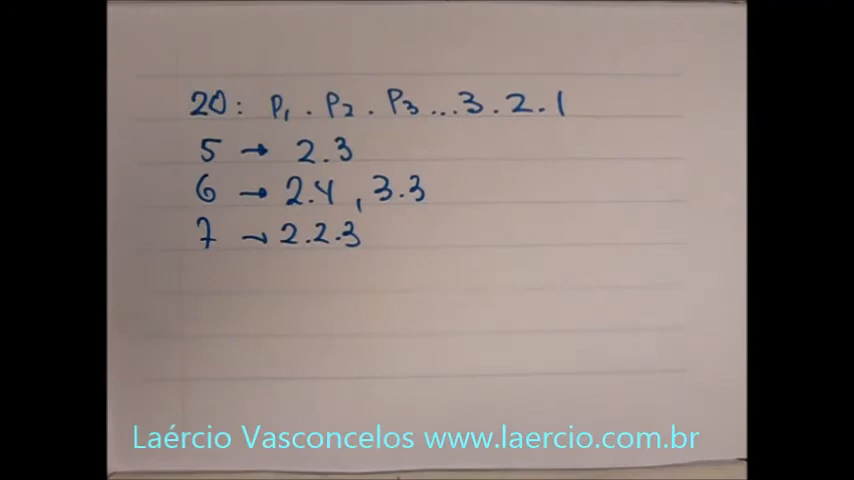 20: P₁ . P₂ . P₃ ... 3 . 2 . 1
5 → 2.3
6 → 2.4 , 3.3
7 → 2.2.3
Laércio Vasconcelos www.laercio.com.br